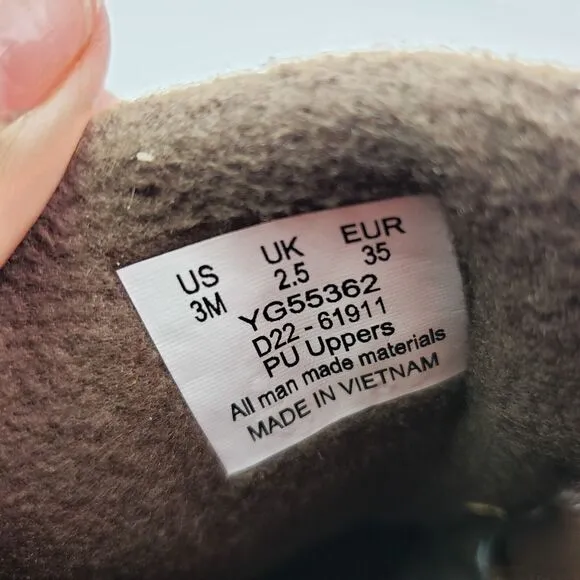 US UK EUR
3M 2.5 35
YG55362
D22 - 61911
PU Uppers
All man made materials
MADE IN VIETNAM